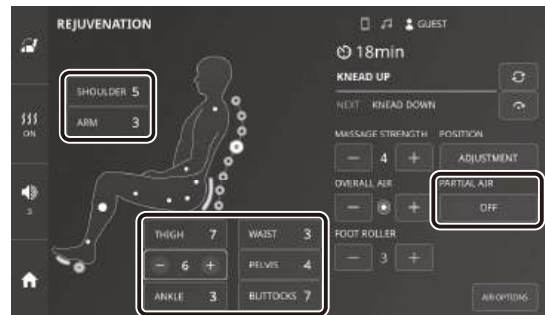 REJUVENATION
GUEST
18min
KNEAD UP
NEXT KNEAD DOWN
SHOULDER 5
ARM 3
ON
3
MASSAGE STRENGTH POSITION
− 4 + ADJUSTMENT
OVERALL AIR PARTIAL AIR
− + OFF
FOOT ROLLER
− 3 +
THIGH 7 WAIST 3
− 6 + PELVIS 4
ANKLE 3 BUTTOCKS 7
AIR OPTIONS